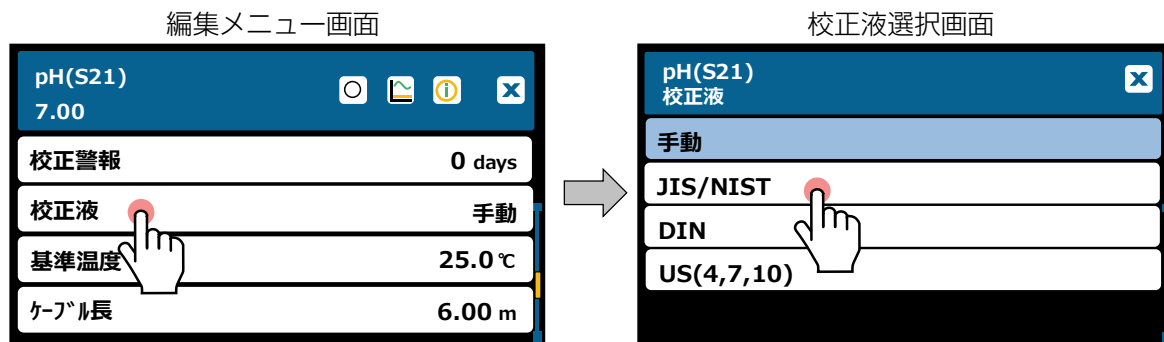 編集メニュー画面
pH(S21)
7.00
校正警報 0 days
校正液 手動
基準温度 25.0 ℃
ｹｰﾌﾞﾙ長 6.00 m
校正液選択画面
pH(S21)
校正液
手動
JIS/NIST
DIN
US(4,7,10)